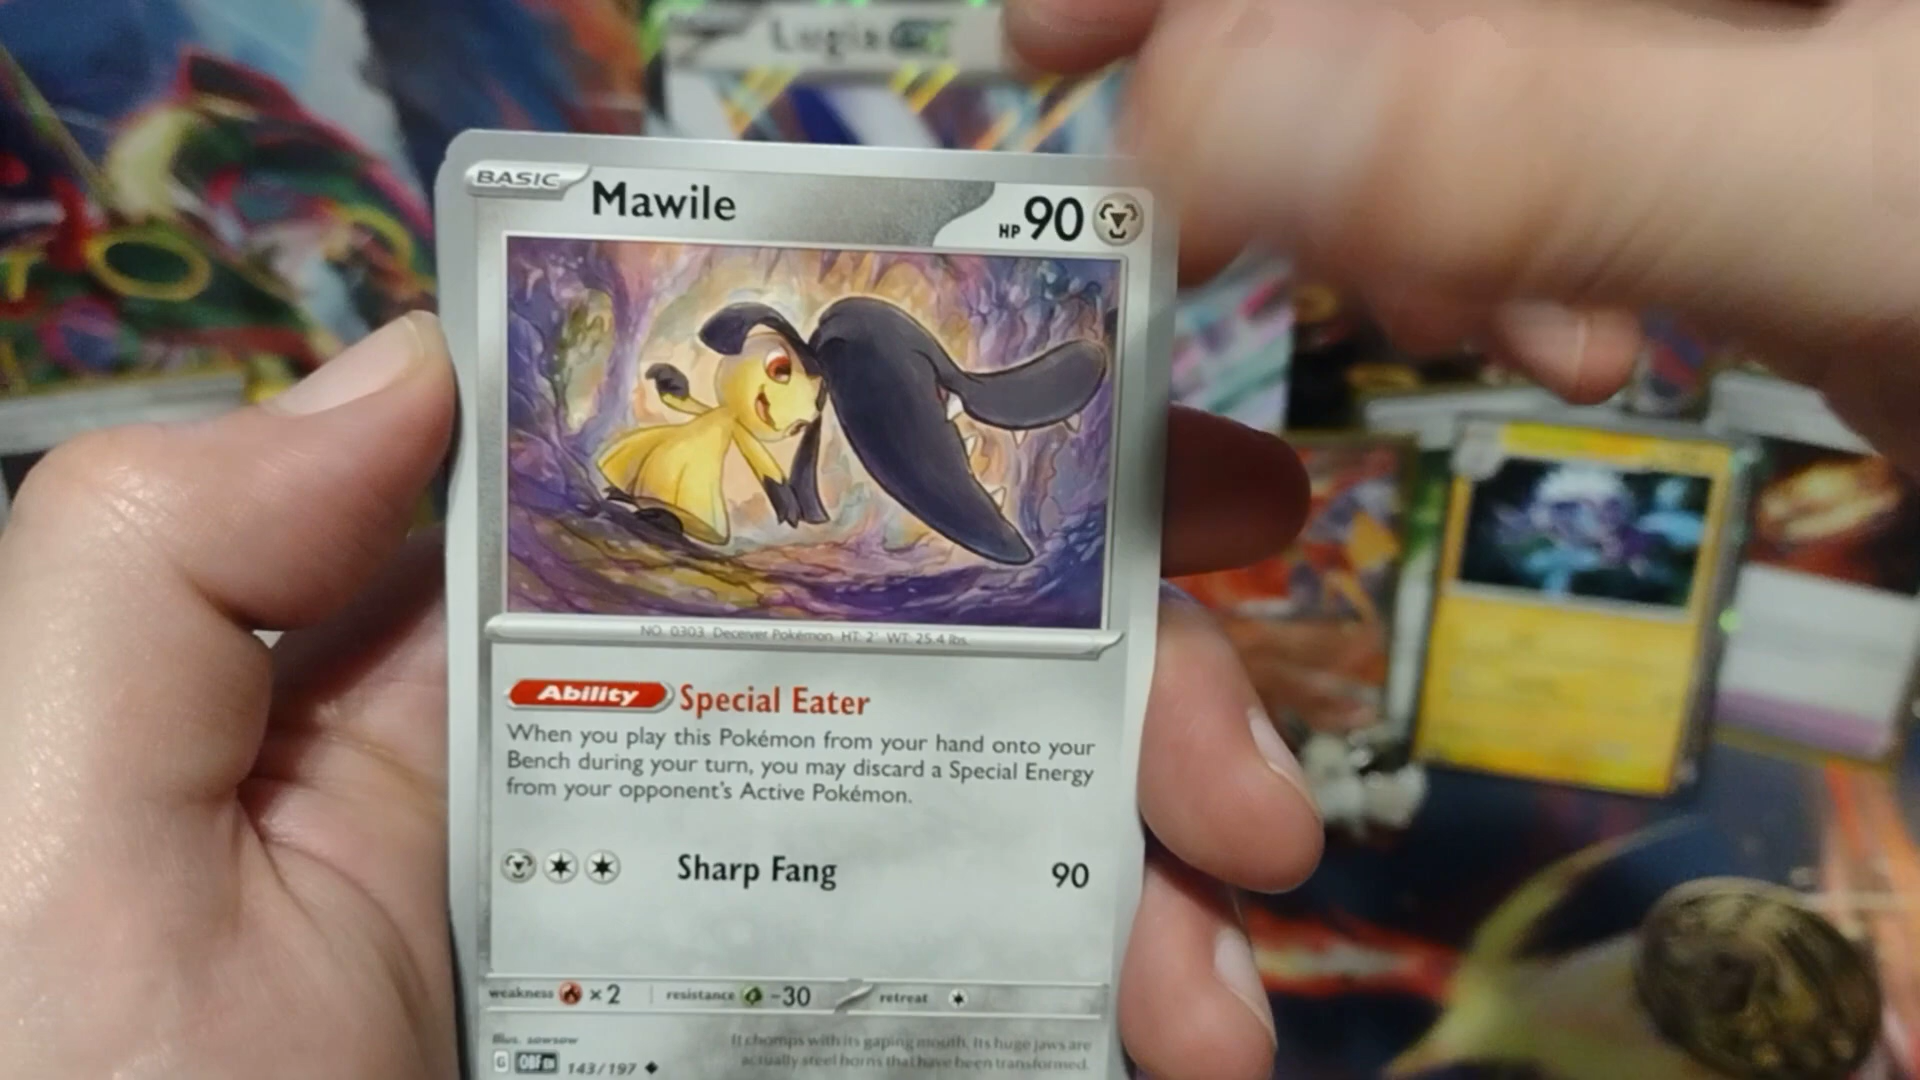 Lugia
BASIC Mawile HP 90
NO. 0303 Deceiver Pokémon HT: 2' WT: 25.4 lbs.
Ability Special Eater
When you play this Pokémon from your hand onto your
Bench during your turn, you may discard a Special Energy
from your opponent's Active Pokémon.
Sharp Fang 90
weakness ×2 resistance -30 retreat
Illus. sowsow
It chomps with its gaping mouth. Its huge jaws are
actually steel horns that have been transformed.
G OBF EN 143/197